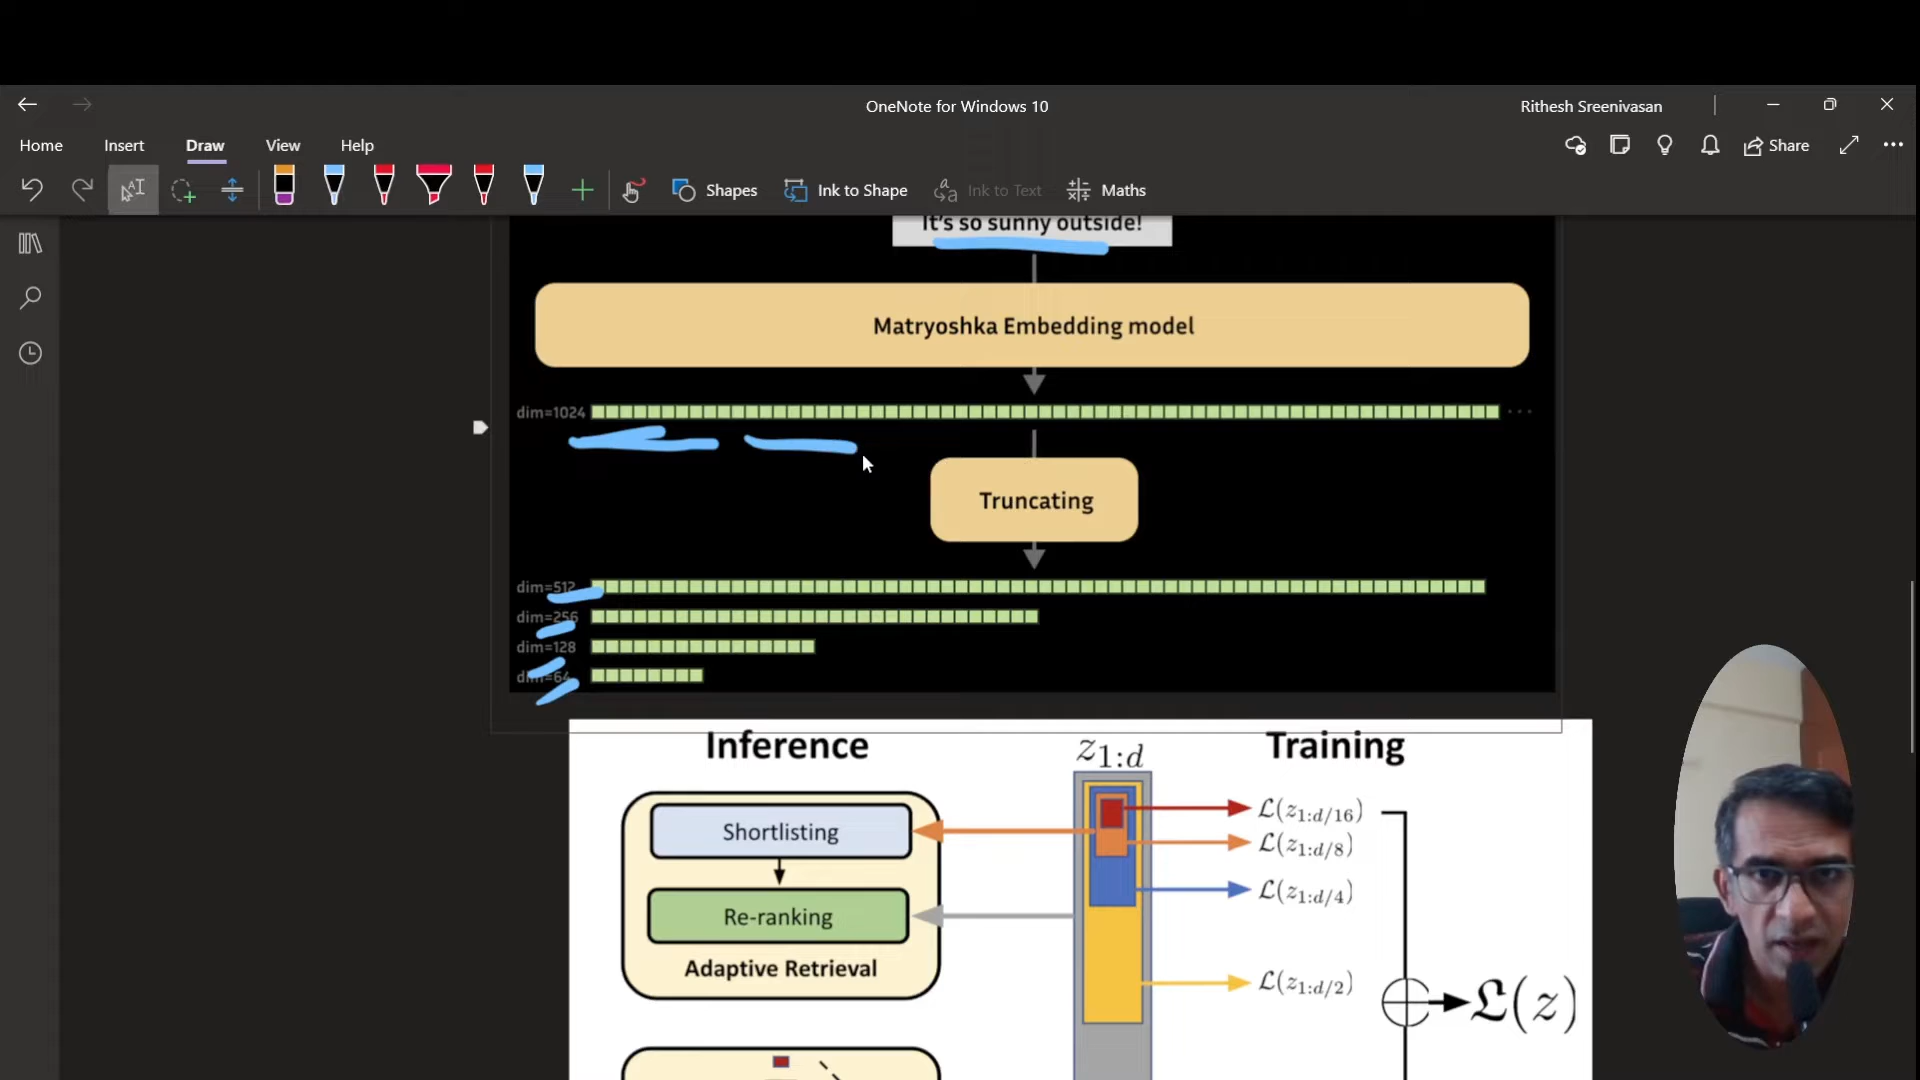 OneNote for Windows 10
Rithesh Sreenivasan
Home Insert Draw View Help
Share
Shapes Ink to Shape Ink to Text Maths
It's so sunny outside!
Matryoshka Embedding model
dim=1024
Truncating
dim=512
dim=256
dim=128
dim=64
Inference
z1:d
Training
Shortlisting
Re-ranking
Adaptive Retrieval
ℒ(z1:d/16)
ℒ(z1:d/8)
ℒ(z1:d/4)
ℒ(z1:d/2)
𝔏(z)